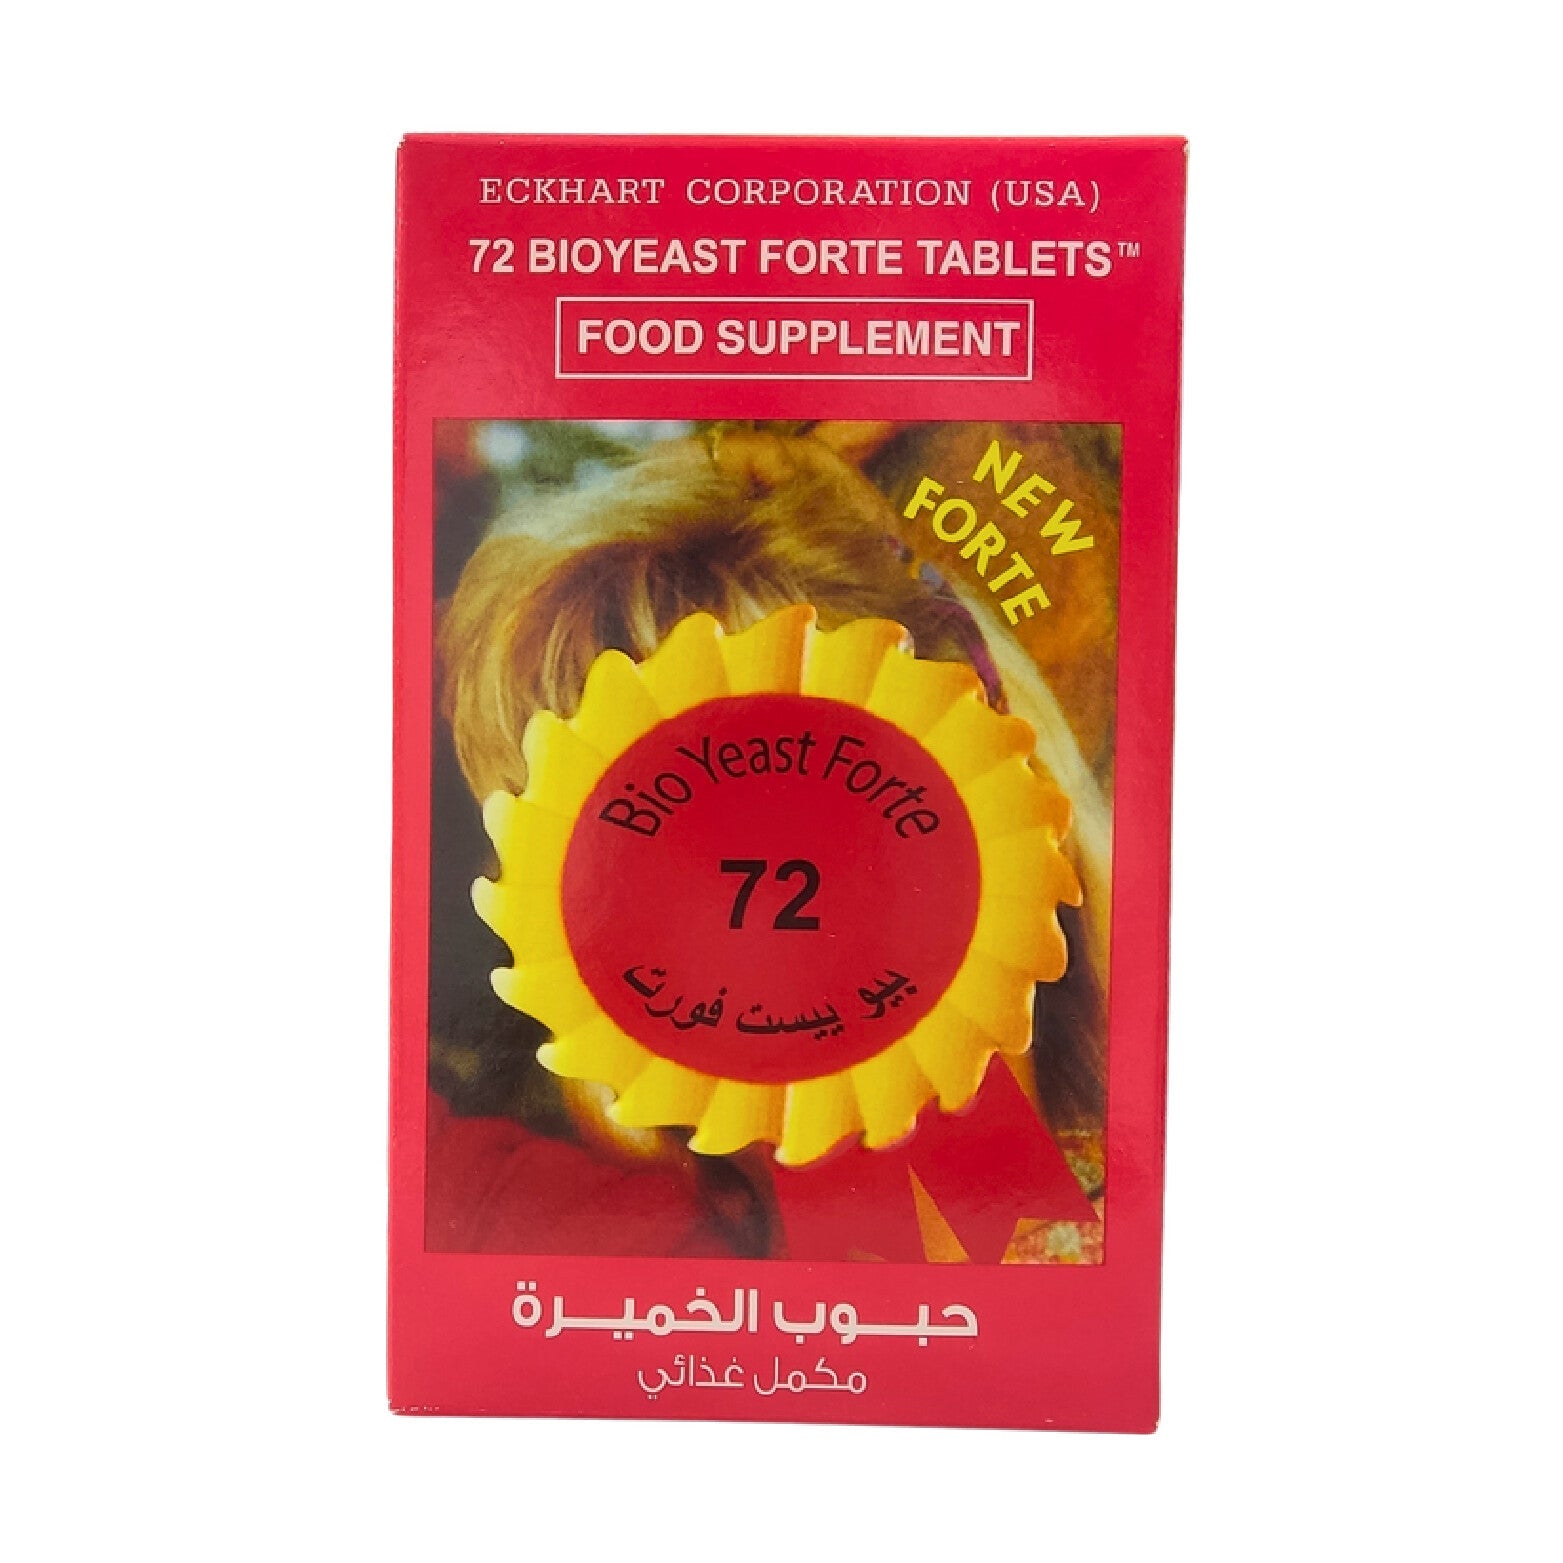 ECKHART CORPORATION (USA)
72 BIOYEAST FORTE TABLETS™
FOOD SUPPLEMENT
NEW
FORTE
Bio Yeast Forte
72
بيو ييست فورت
حبوب الخميرة
مكمل غذائي